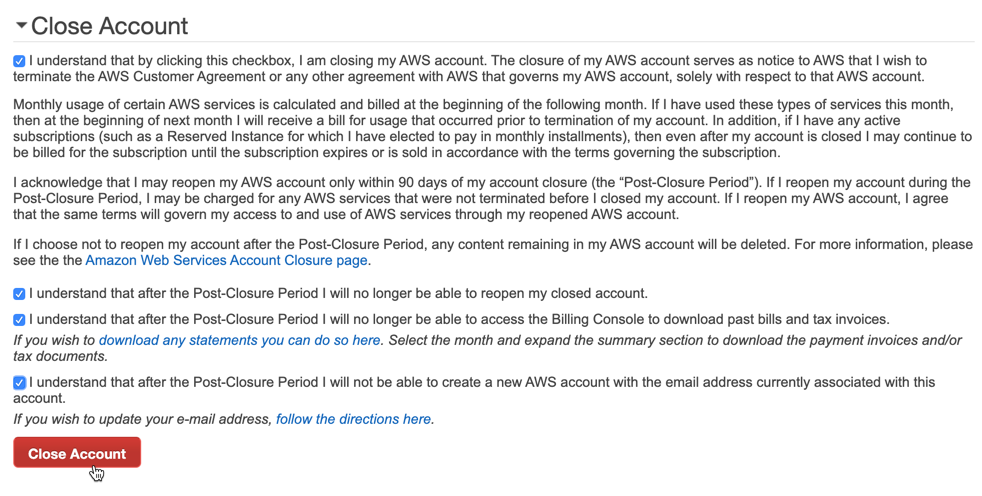 Close Account
I understand that by clicking this checkbox, I am closing my AWS account. The closure of my AWS account serves as notice to AWS that I wish to
terminate the AWS Customer Agreement or any other agreement with AWS that governs my AWS account, solely with respect to that AWS account.
Monthly usage of certain AWS services is calculated and billed at the beginning of the following month. If I have used these types of services this month,
then at the beginning of next month I will receive a bill for usage that occurred prior to termination of my account. In addition, if I have any active
subscriptions (such as a Reserved Instance for which I have elected to pay in monthly installments), then even after my account is closed I may continue to
be billed for the subscription until the subscription expires or is sold in accordance with the terms governing the subscription.
I acknowledge that I may reopen my AWS account only within 90 days of my account closure (the “Post-Closure Period”). If I reopen my account during the
Post-Closure Period, I may be charged for any AWS services that were not terminated before I closed my account. If I reopen my AWS account, I agree
that the same terms will govern my access to and use of AWS services through my reopened AWS account.
If I choose not to reopen my account after the Post-Closure Period, any content remaining in my AWS account will be deleted. For more information, please
see the the Amazon Web Services Account Closure page.
I understand that after the Post-Closure Period I will no longer be able to reopen my closed account.
I understand that after the Post-Closure Period I will no longer be able to access the Billing Console to download past bills and tax invoices.
If you wish to download any statements you can do so here. Select the month and expand the summary section to download the payment invoices and/or
tax documents.
I understand that after the Post-Closure Period I will not be able to create a new AWS account with the email address currently associated with this
account.
If you wish to update your e-mail address, follow the directions here.
Close Account